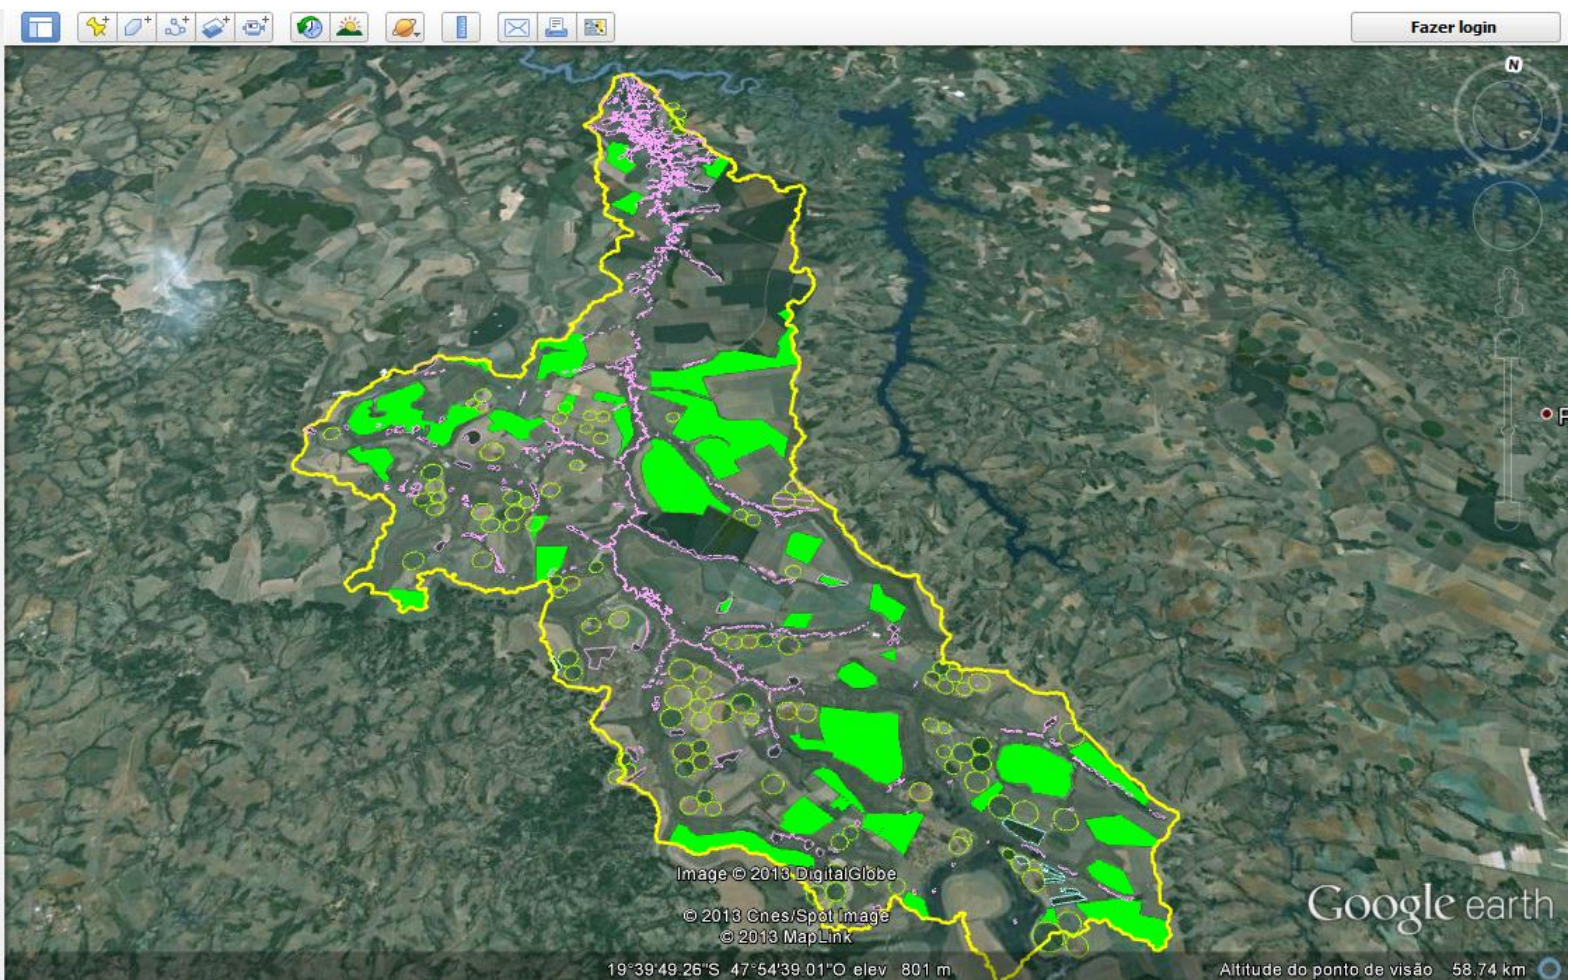 Fazer login
N
Image © 2013 DigitalGlobe
© 2013 Cnes/Spot Image
© 2013 MapLink
Google earth
19°39'49.26"S 47°54'39.01"O elev 801 m
Altitude do ponto de visão 58.74 km